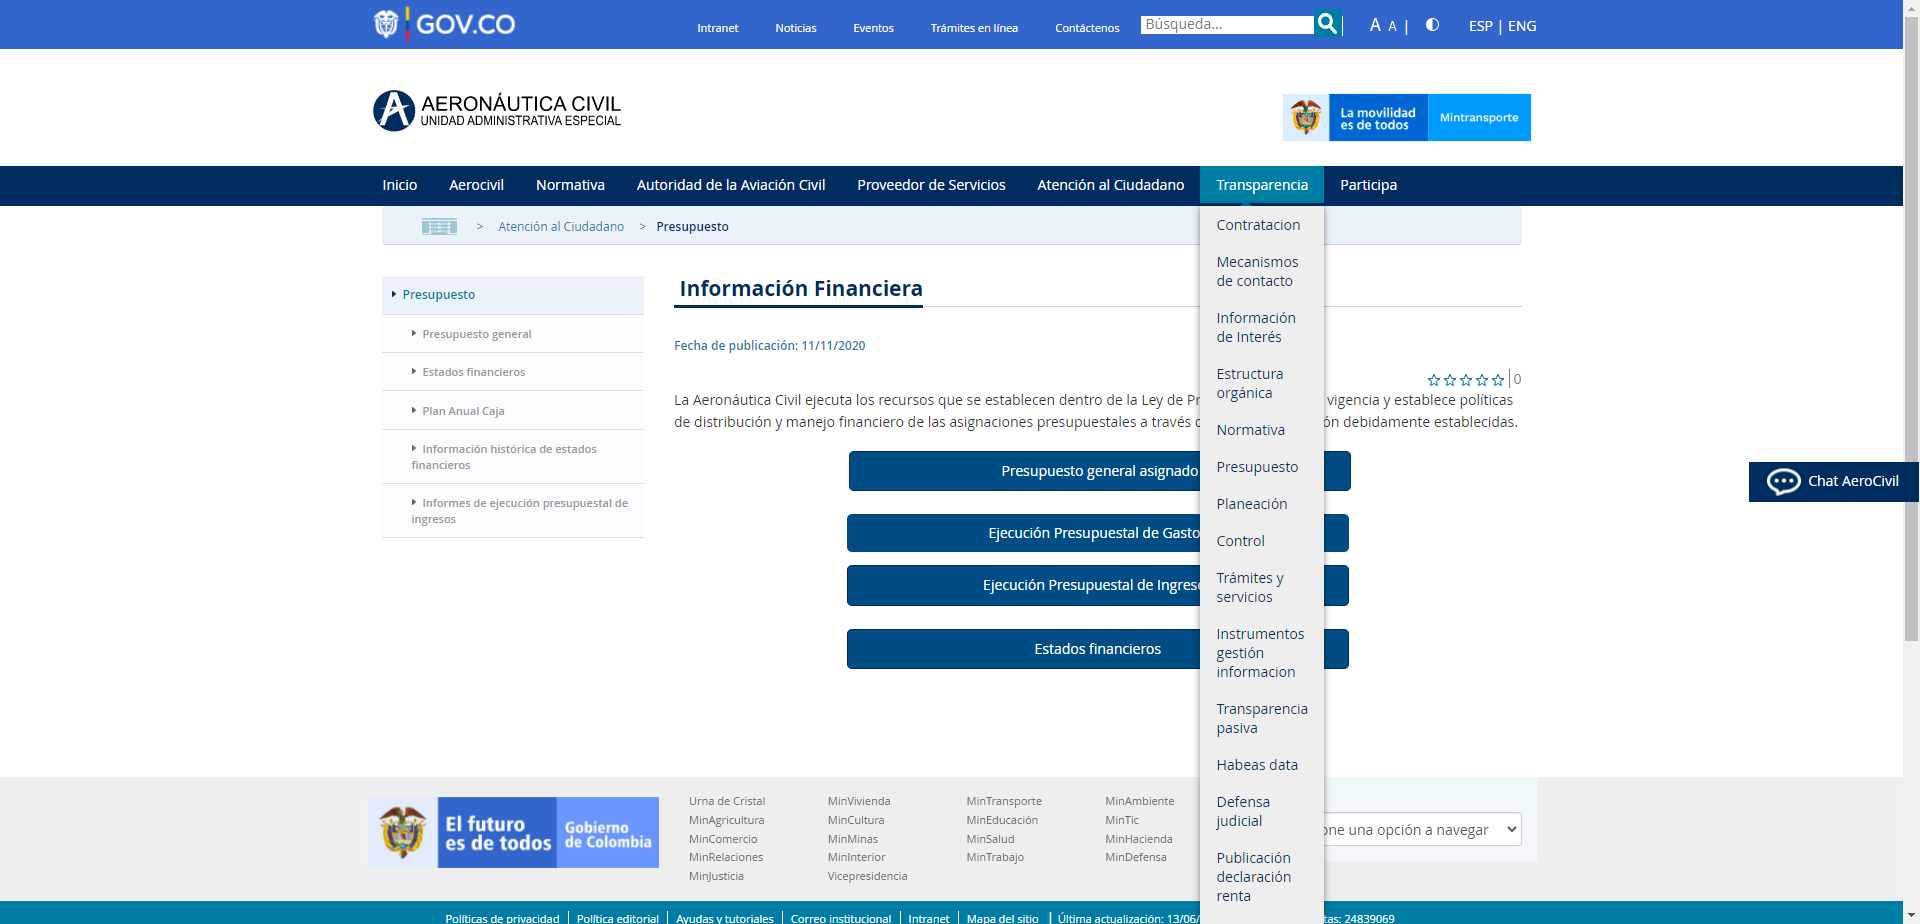 GOV.CO
Intranet
Noticias
Eventos
Trámites en línea
Contáctenos
Búsqueda...
A A |
ESP | ENG
AERONÁUTICA CIVIL
UNIDAD ADMINISTRATIVA ESPECIAL
La movilidad
es de todos
Mintransporte
Inicio
Aerocivil
Normativa
Autoridad de la Aviación Civil
Proveedor de Servicios
Atención al Ciudadano
Transparencia
Participa
> Atención al Ciudadano > Presupuesto
Contratacion
Mecanismos
de contacto
Información
de Interés
Estructura
orgánica
Normativa
Presupuesto
Planeación
Control
Trámites y
servicios
Instrumentos
gestión
informacion
Transparencia
pasiva
Habeas data
Defensa
judicial
Publicación
declaración
renta
Presupuesto
Presupuesto general
Estados financieros
Plan Anual Caja
Información histórica de estados
financieros
Informes de ejecución presupuestal de
ingresos
Información Financiera
Fecha de publicación: 11/11/2020
0
La Aeronáutica Civil ejecuta los recursos que se establecen dentro de la Ley de vigencia y establece políticas
de distribución y manejo financiero de las asignaciones presupuestales a través debidamente establecidas.
Presupuesto general asignado
Ejecución Presupuestal de Gasto
Ejecución Presupuestal de Ingres
Estados financieros
Chat AeroCivil
El futuro
es de todos
Gobierno
de Colombia
Urna de Cristal
MinAgricultura
MinComercio
MinRelaciones
MinJusticia
MinVivienda
MinCultura
MinMinas
MinInterior
Vicepresidencia
MinTransporte
MinEducación
MinSalud
MinTrabajo
MinAmbiente
MinTic
MinHacienda
MinDefensa
one una opción a navegar
Políticas de privacidad | Política editorial | Ayudas y tutoriales | Correo institucional | Intranet | Mapa del sitio | Última actualización: 13/06/ tas: 24839069